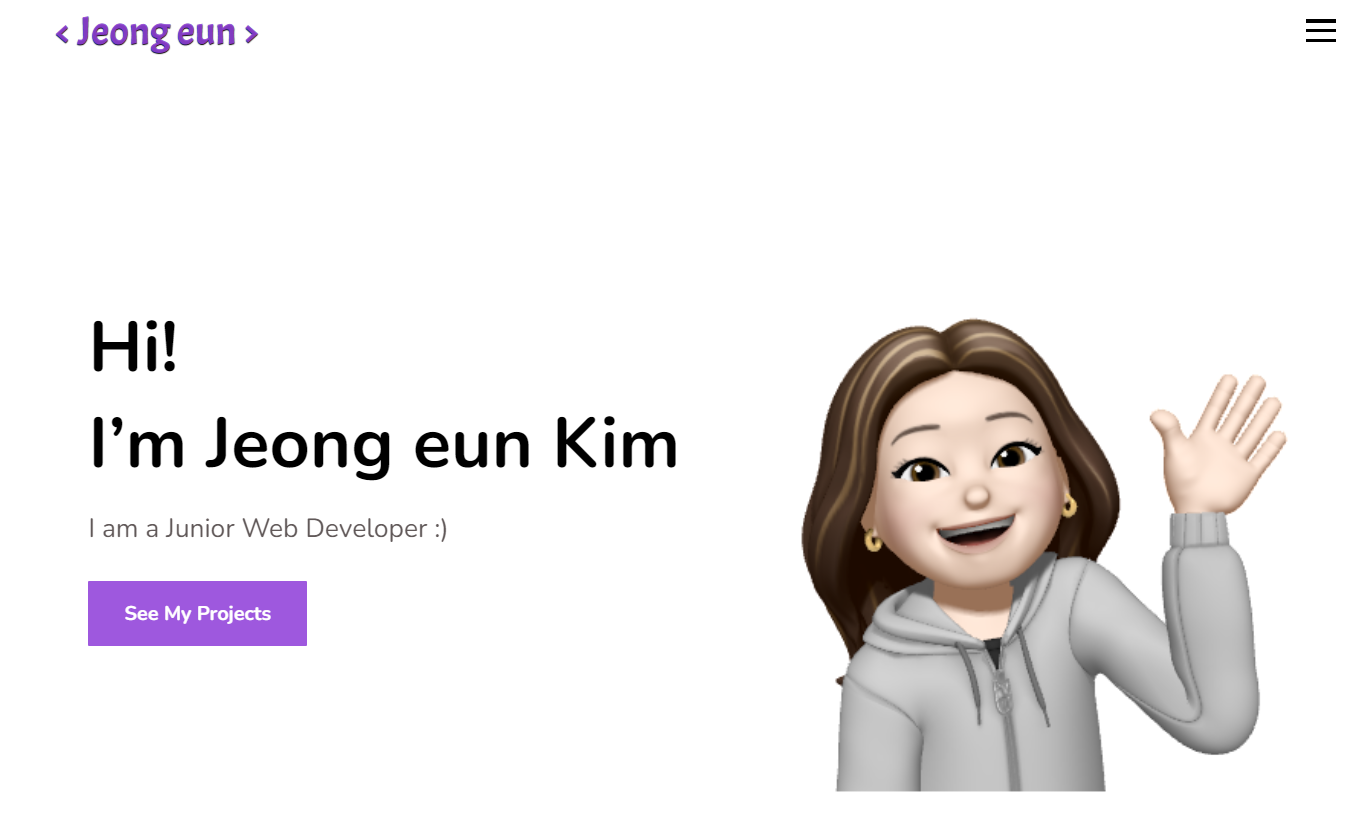 < Jeong eun >
Hi!
I’m Jeong eun Kim
I am a Junior Web Developer :)
See My Projects